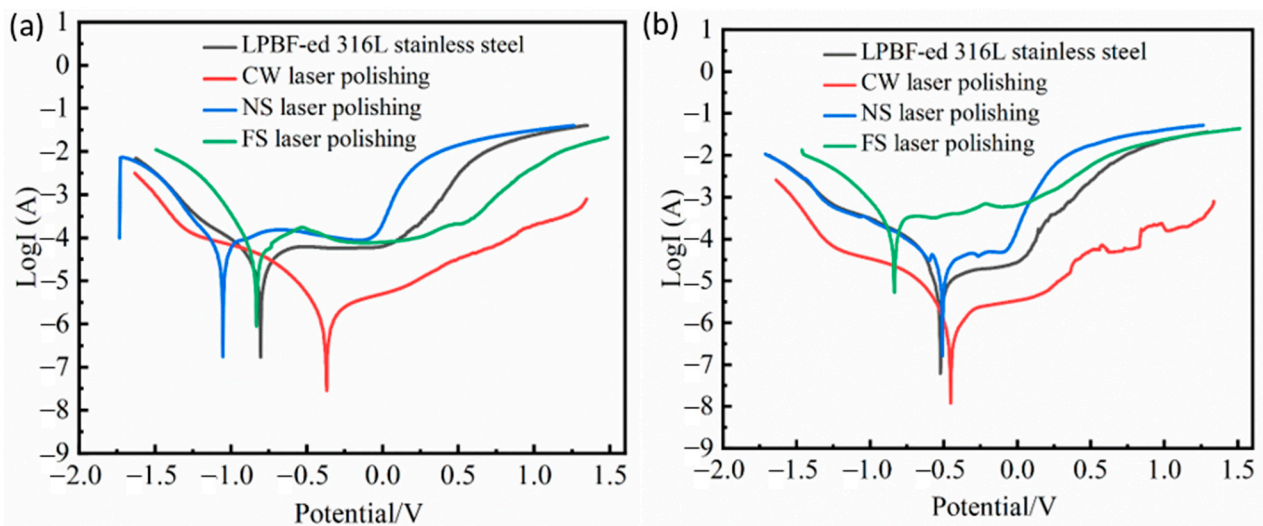 (a)
LPBF-ed 316L stainless steel
CW laser polishing
NS laser polishing
FS laser polishing
1
0
−1
−2
−3
−4
−5
−6
−7
−8
−9
LogI (A)
−2.0 −1.5 −1.0 −0.5 0.0 0.5 1.0 1.5
Potential/V
(b)
LPBF-ed 316L stainless steel
CW laser polishing
NS laser polishing
FS laser polishing
1
0
−1
−2
−3
−4
−5
−6
−7
−8
−9
LogI (A)
−2.0 −1.5 −1.0 −0.5 0.0 0.5 1.0 1.5
Potential/V